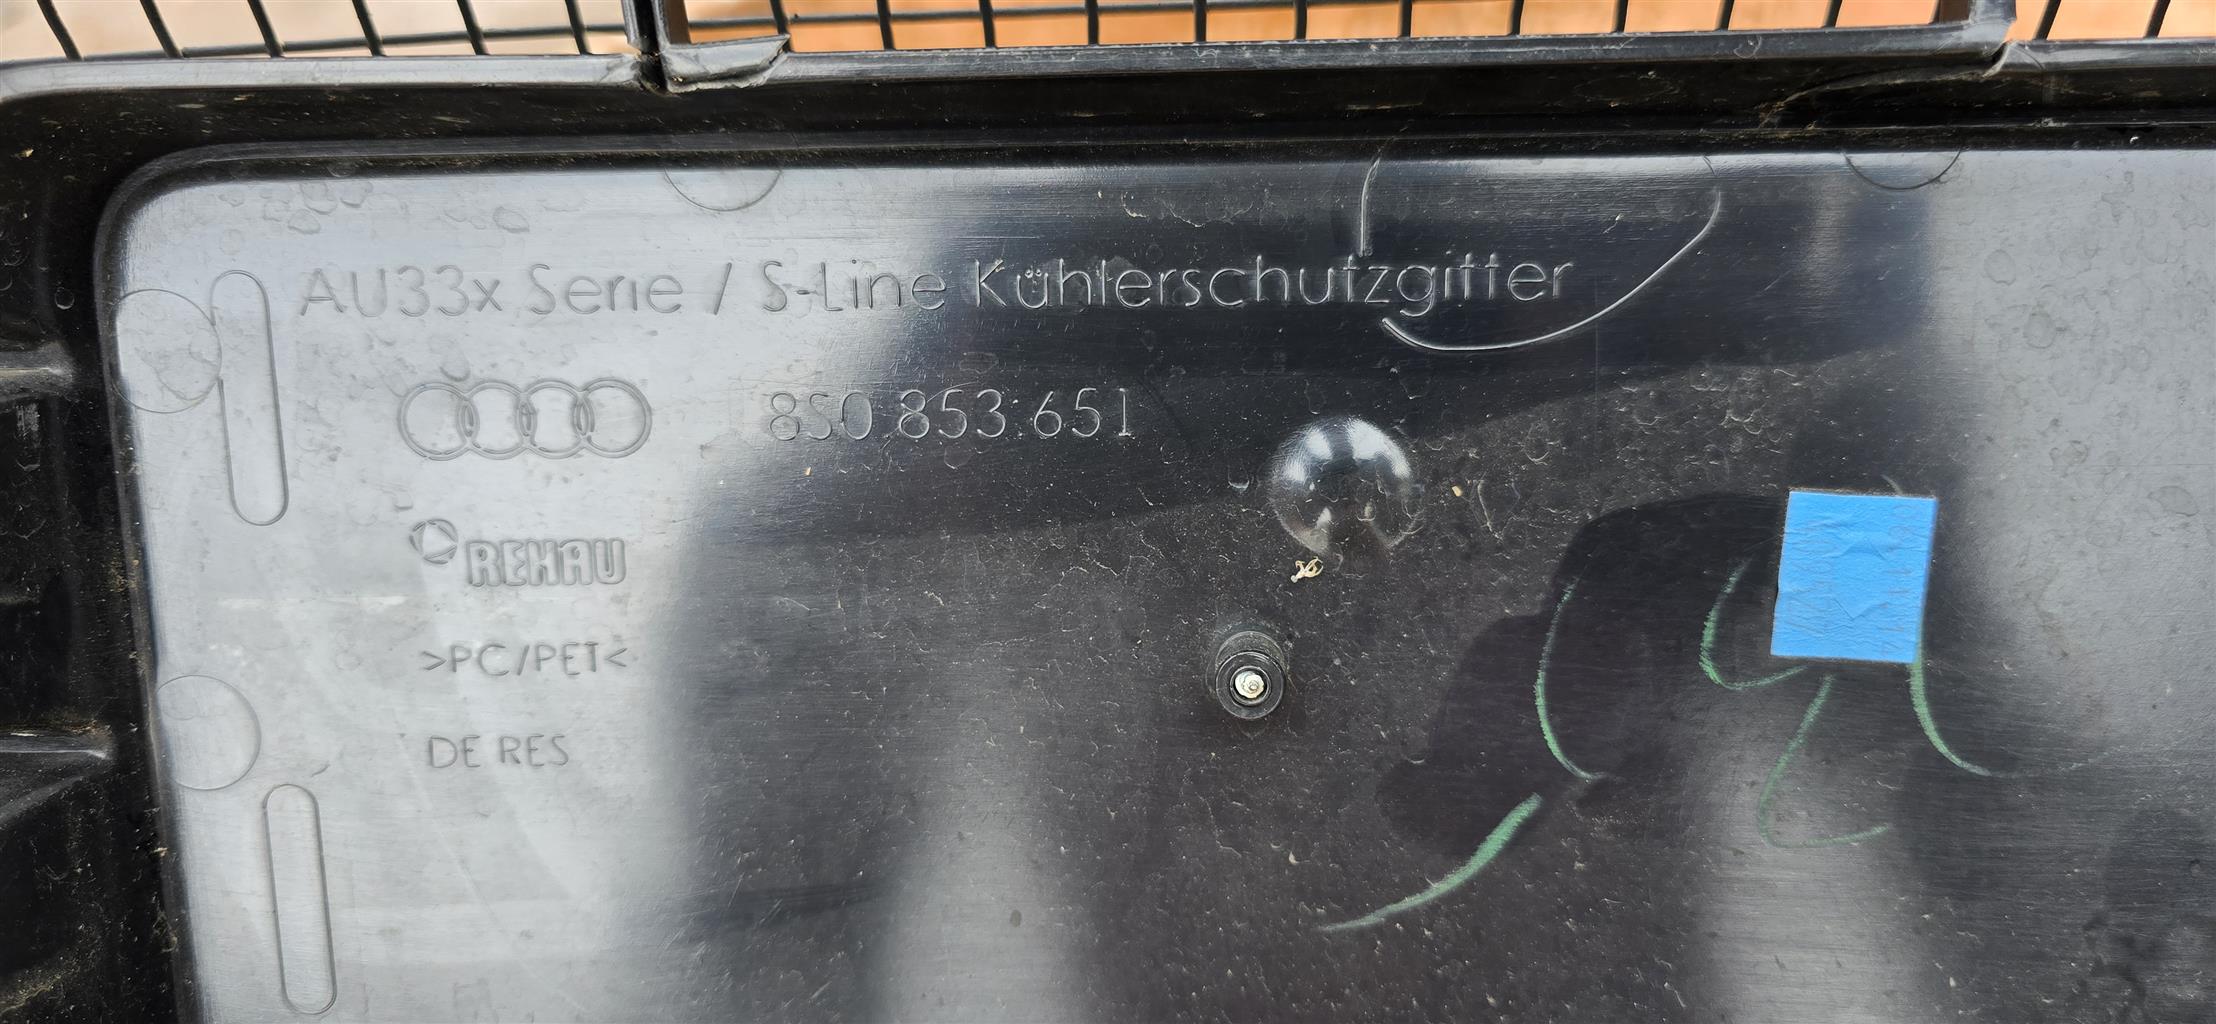 AU33x Serie / S-Line Kühlerschutzgitter
8S0 853 651
REHAU
>PC/PET<
DE RES